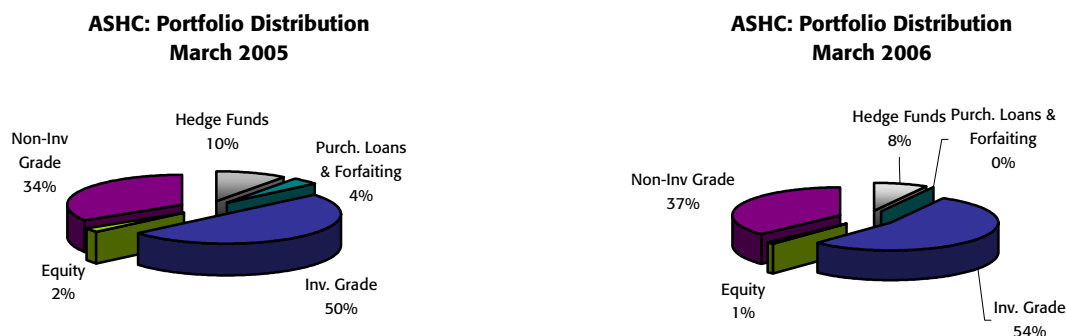 ASHC: Portfolio Distribution
March 2005
Hedge Funds
10%
Non-Inv
Grade
34%
Purch. Loans
& Forfaiting
4%
Equity
2%
Inv. Grade
50%
ASHC: Portfolio Distribution
March 2006
Hedge Funds
8%
Purch. Loans &
Forfaiting
0%
Non-Inv Grade
37%
Equity
1%
Inv. Grade
54%